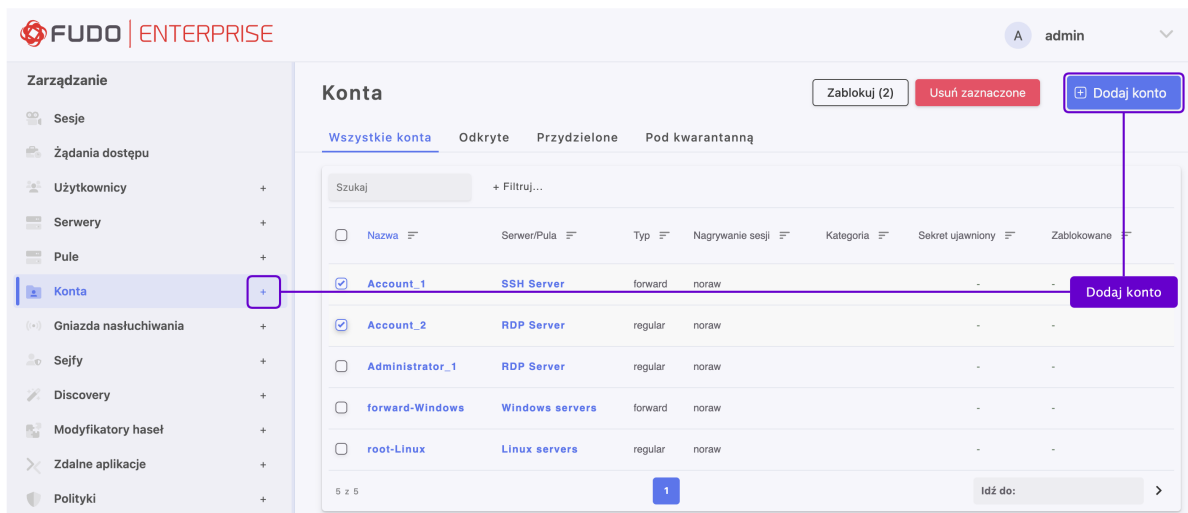 FUDO ENTERPRISE
A admin
Zarządzanie
Sesje
Żądania dostępu
Użytkownicy +
Serwery +
Pule +
Konta +
Gniazda nasłuchiwania +
Sejfy +
Discovery +
Modyfikatory haseł +
Zdalne aplikacje +
Polityki +
Konta
Zablokuj (2) Usuń zaznaczone Dodaj konto
Wszystkie konta Odkryte Przydzielone Pod kwarantanną
Szukaj + Filtruj...
Nazwa Serwer/Pula Typ Nagrywanie sesji Kategoria Sekret ujawniony Zablokowane
Account_1 SSH Server forward noraw - -
Dodaj konto
Account_2 RDP Server regular noraw - -
Administrator_1 RDP Server regular noraw - -
forward-Windows Windows servers forward noraw - -
root-Linux Linux servers regular noraw - -
5 z 5 1 Idź do: